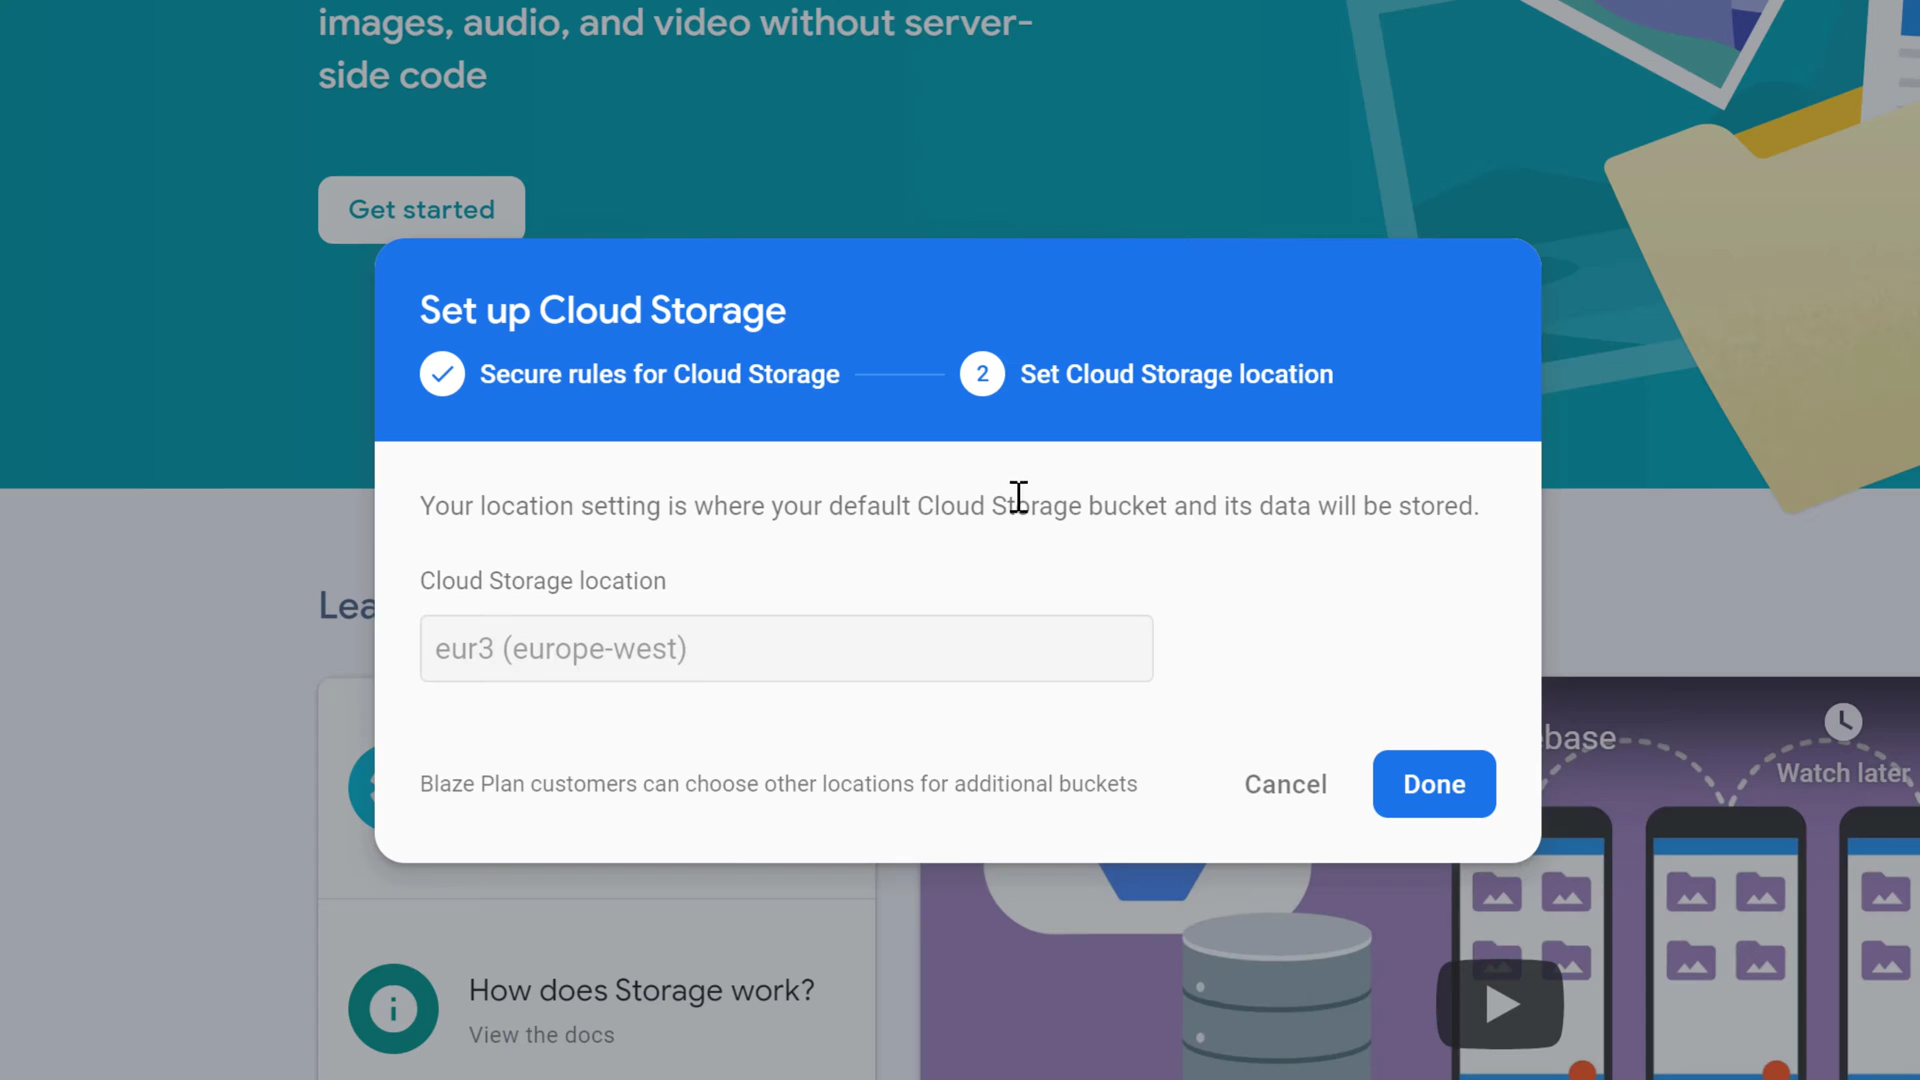 images, audio, and video without server-
side code
Get started
Set up Cloud Storage
Secure rules for Cloud Storage
2 Set Cloud Storage location
Your location setting is where your default Cloud Storage bucket and its data will be stored.
Cloud Storage location
eur3 (europe-west)
Blaze Plan customers can choose other locations for additional buckets
Cancel
Done
Lea
base
Watch later
How does Storage work?
View the docs